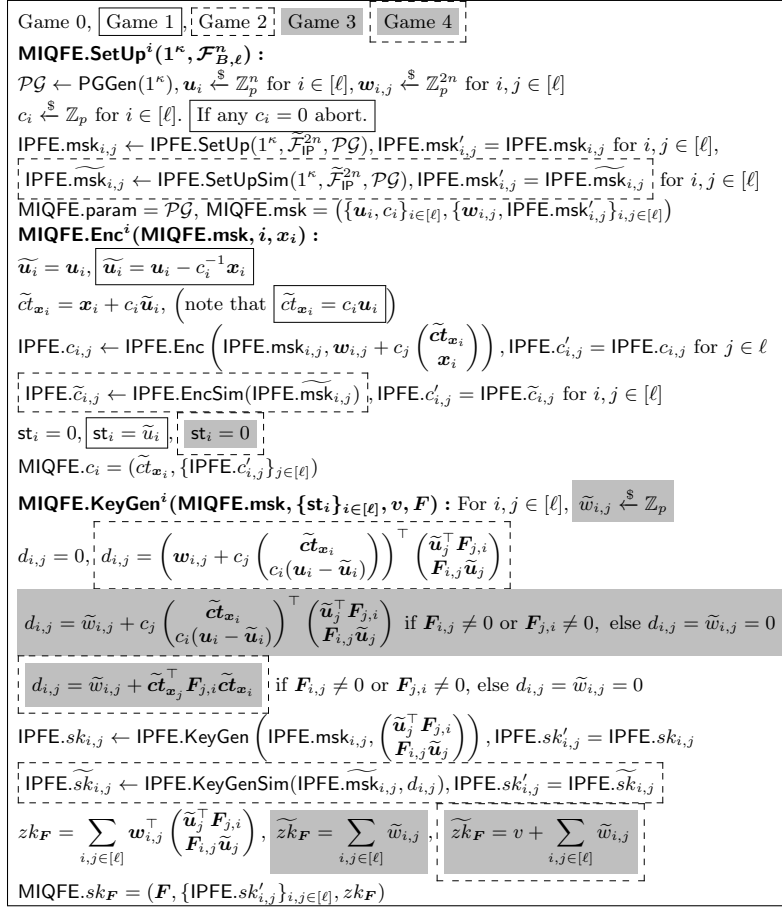 Game 0, Game 1, Game 2 Game 3 Game 4
MIQFE.SetUp^i(1^κ, F^n_{B,ℓ}) :
PG ← PGGen(1^κ), u_i ←$ Z_p^n for i ∈ [ℓ], w_{i,j} ←$ Z_p^{2n} for i, j ∈ [ℓ]
c_i ←$ Z_p for i ∈ [ℓ]. If any c_i = 0 abort.
IPFE.msk_{i,j} ← IPFE.SetUp(1^κ, F̃_{IP}^{2n}, PG), IPFE.msk'_{i,j} = IPFE.msk_{i,j} for i, j ∈ [ℓ],
IPFE.m̃sk_{i,j} ← IPFE.SetUpSim(1^κ, F̃_{IP}^{2n}, PG), IPFE.msk'_{i,j} = IPFE.m̃sk_{i,j} for i, j ∈ [ℓ]
MIQFE.param = PG, MIQFE.msk = ({u_i, c_i}_{i∈[ℓ]}, {w_{i,j}, IPFE.msk'_{i,j}}_{i,j∈[ℓ]})
MIQFE.Enc^i(MIQFE.msk, i, x_i) :
ũ_i = u_i, ũ_i = u_i − c_i^{−1} x_i
c̃t_{x_i} = x_i + c_i ũ_i, (note that c̃t_{x_i} = c_i u_i)
IPFE.c_{i,j} ← IPFE.Enc (IPFE.msk_{i,j}, w_{i,j} + c_j (c̃t_{x_i} x_i)), IPFE.c'_{i,j} = IPFE.c_{i,j} for j ∈ ℓ
IPFE.c̃_{i,j} ← IPFE.EncSim(IPFE.m̃sk_{i,j}), IPFE.c'_{i,j} = IPFE.c̃_{i,j} for i, j ∈ [ℓ]
st_i = 0, st_i = ũ_i, st_i = 0
MIQFE.c_i = (c̃t_{x_i}, {IPFE.c'_{i,j}}_{j∈[ℓ]})
MIQFE.KeyGen^i(MIQFE.msk, {st_i}_{i∈[ℓ]}, v, F) : For i, j ∈ [ℓ], w̃_{i,j} ←$ Z_p
d_{i,j} = 0, d_{i,j} = (w_{i,j} + c_j (c̃t_{x_i} c_i(u_i − ũ_i)))^⊤ (ũ_j^⊤ F_{j,i} F_{i,j} ũ_j)
d_{i,j} = w̃_{i,j} + c_j (c̃t_{x_i} c_i(u_i − ũ_i))^⊤ (ũ_j^⊤ F_{j,i} F_{i,j} ũ_j) if F_{i,j} ≠ 0 or F_{j,i} ≠ 0, else d_{i,j} = w̃_{i,j} = 0
d_{i,j} = w̃_{i,j} + c̃t_{x_j}^⊤ F_{j,i} c̃t_{x_i} if F_{i,j} ≠ 0 or F_{j,i} ≠ 0, else d_{i,j} = w̃_{i,j} = 0
IPFE.sk_{i,j} ← IPFE.KeyGen (IPFE.msk_{i,j}, (ũ_j^⊤ F_{j,i} F_{i,j} ũ_j)), IPFE.sk'_{i,j} = IPFE.sk_{i,j}
IPFE.s̃k_{i,j} ← IPFE.KeyGenSim(IPFE.m̃sk_{i,j}, d_{i,j}), IPFE.sk'_{i,j} = IPFE.s̃k_{i,j}
zk_F = ∑_{i,j∈[ℓ]} w_{i,j}^⊤ (ũ_j^⊤ F_{j,i} F_{i,j} ũ_j), z̃k_F = ∑_{i,j∈[ℓ]} w̃_{i,j}, z̃k_F = v + ∑_{i,j∈[ℓ]} w̃_{i,j}
MIQFE.sk_F = (F, {IPFE.sk'_{i,j}}_{i,j∈[ℓ]}, zk_F)